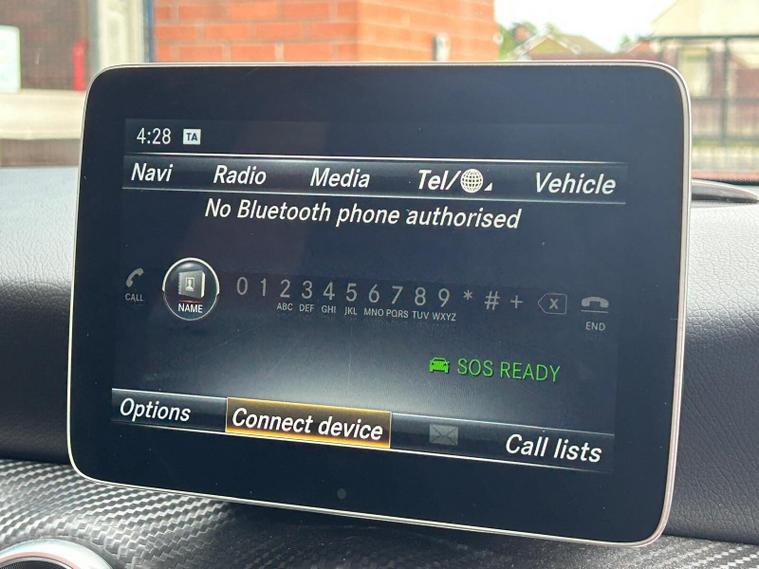 4:28 TA
Navi Radio Media Tel/ Vehicle
No Bluetooth phone authorised
CALL NAME 0 1 2 3 4 5 6 7 8 9 * # + X END
ABC DEF GHI JKL MNO PQRS TUV WXYZ
SOS READY
Options Connect device Call lists